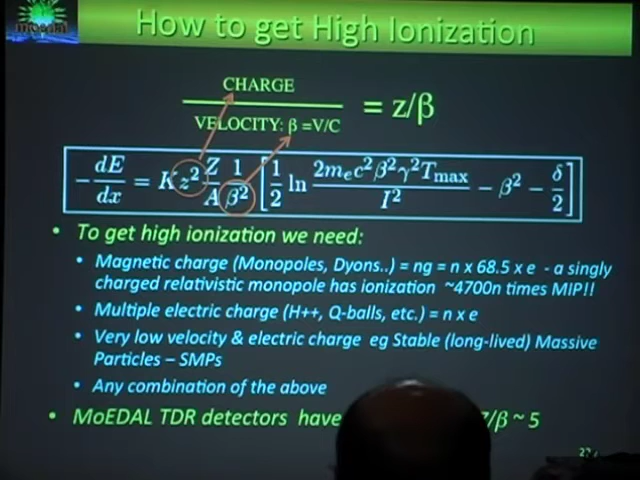 How to get High Ionization
CHARGE
VELOCITY: β =V/C
= z/β
-dE/dx = Kz² Z/A 1/β² [1/2 ln 2mₑc²β²γ²Tmax/I² - β² - δ/2]
• To get high ionization we need:
• Magnetic charge (Monopoles, Dyons..) = ng = n x 68.5 x e - a singly
charged relativistic monopole has ionization ~4700n times MIP!!
• Multiple electric charge (H++, Q-balls, etc.) = n x e
• Very low velocity & electric charge eg Stable (long-lived) Massive
Particles – SMPs
• Any combination of the above
• MoEDAL TDR detectors have Z/β ~ 5